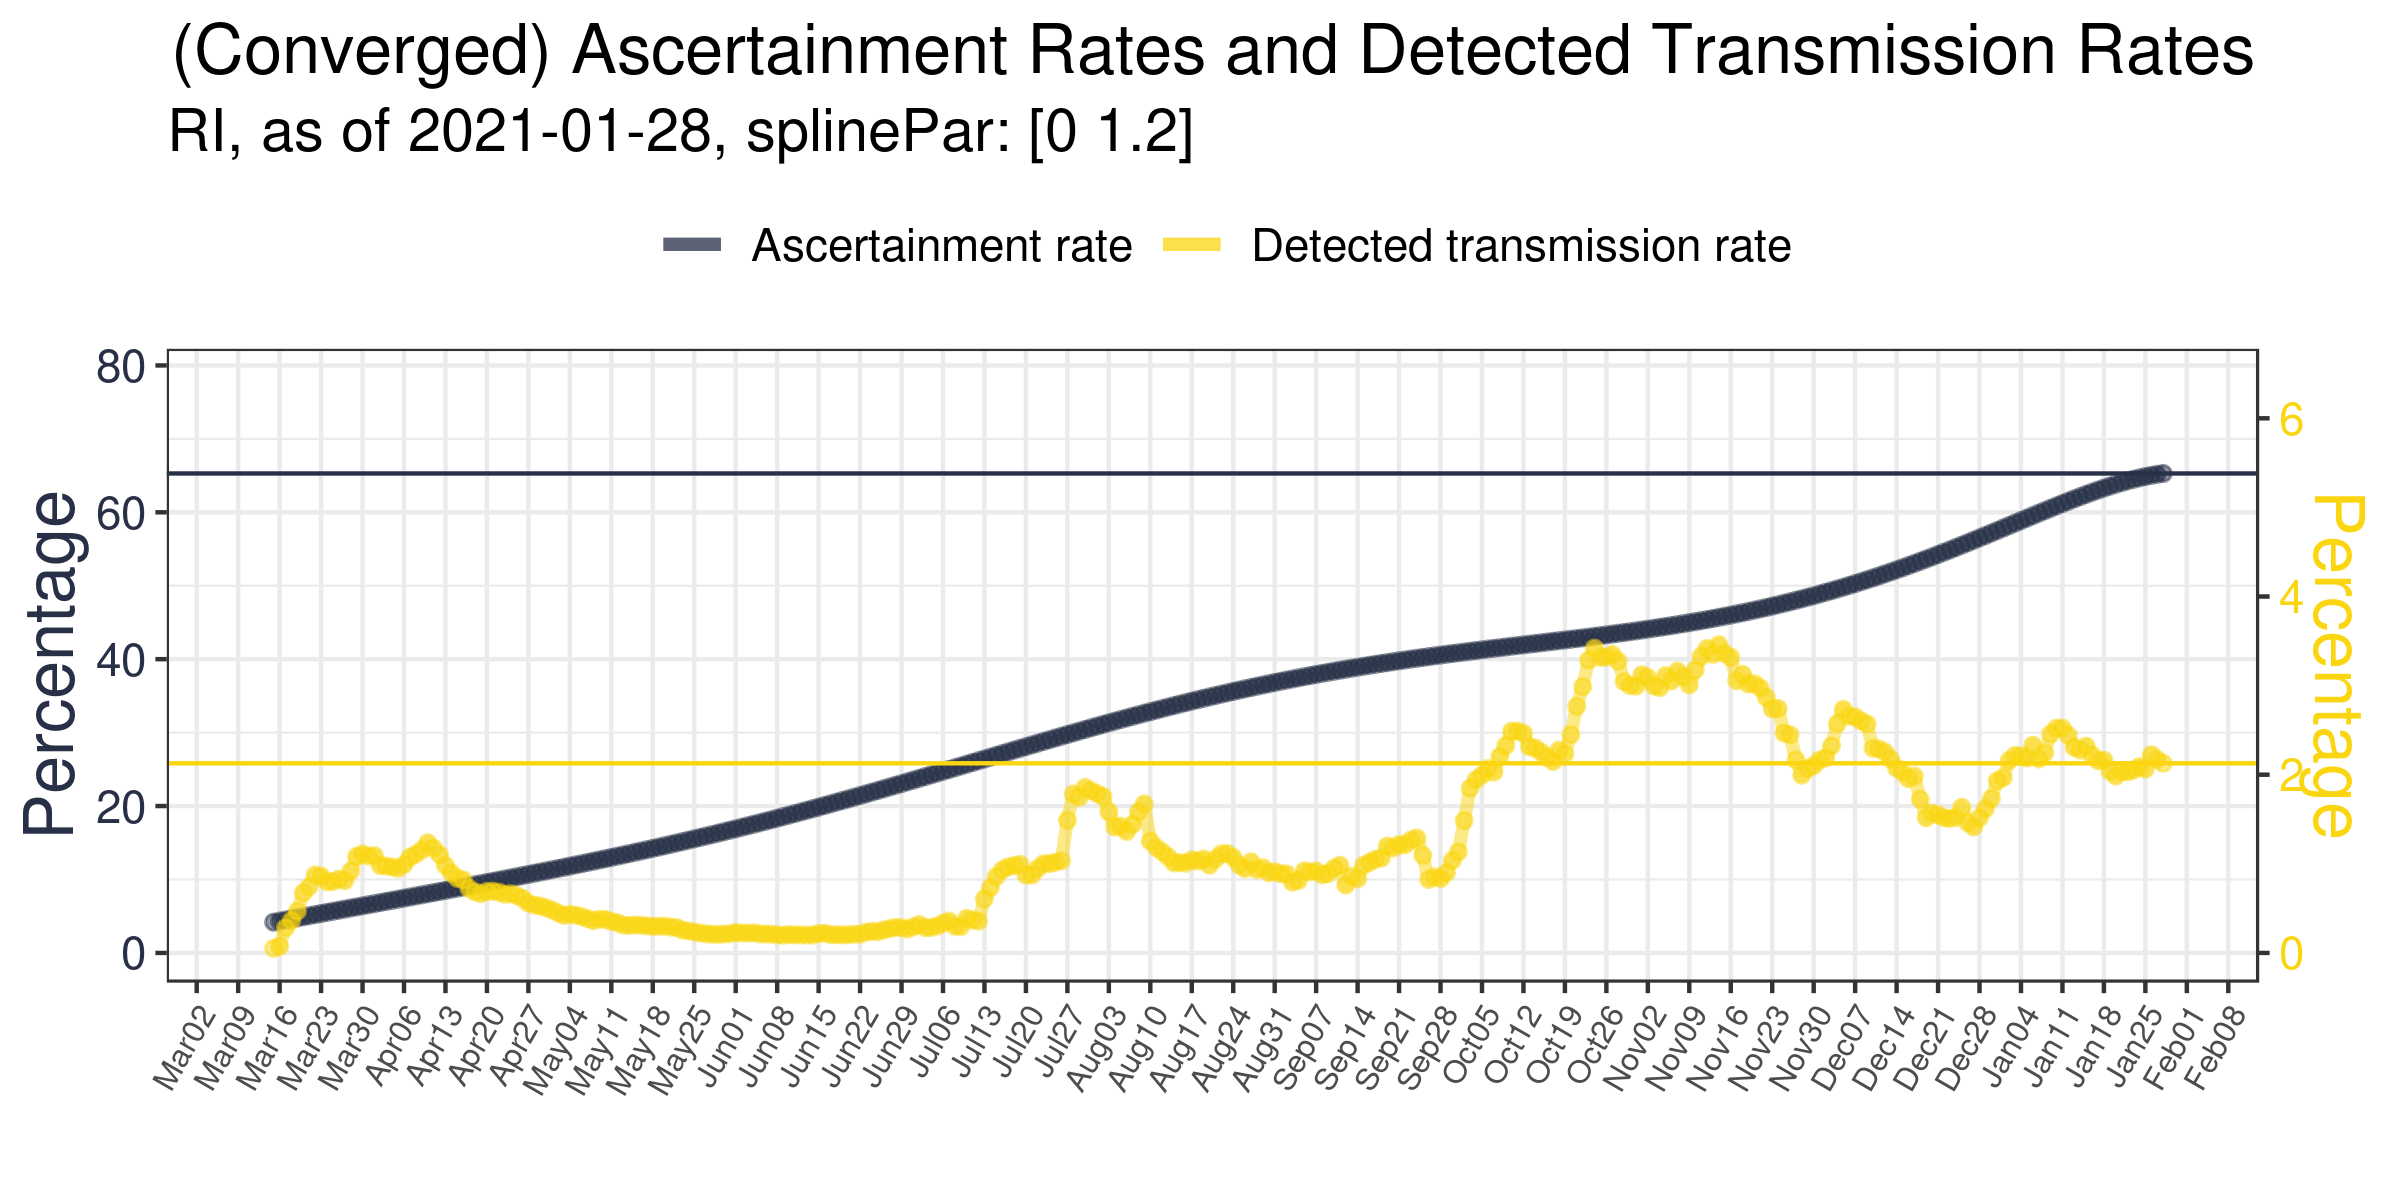 (Converged) Ascertainment Rates and Detected Transmission Rates
RI, as of 2021-01-28, splinePar: [0 1.2]
Ascertainment rate Detected transmission rate
Percentage
80
60
40
20
0
6
4
2
0
Percentage
Mar02 Mar09 Mar16 Mar23 Mar30 Apr06 Apr13 Apr20 Apr27 May04 May11 May18 May25 Jun01 Jun08 Jun15 Jun22 Jun29 Jul06 Jul13 Jul20 Jul27 Aug03 Aug10 Aug17 Aug24 Aug31 Sep07 Sep14 Sep21 Sep28 Oct05 Oct12 Oct19 Oct26 Nov02 Nov09 Nov16 Nov23 Nov30 Dec07 Dec14 Dec21 Dec28 Jan04 Jan11 Jan18 Jan25 Feb01 Feb08